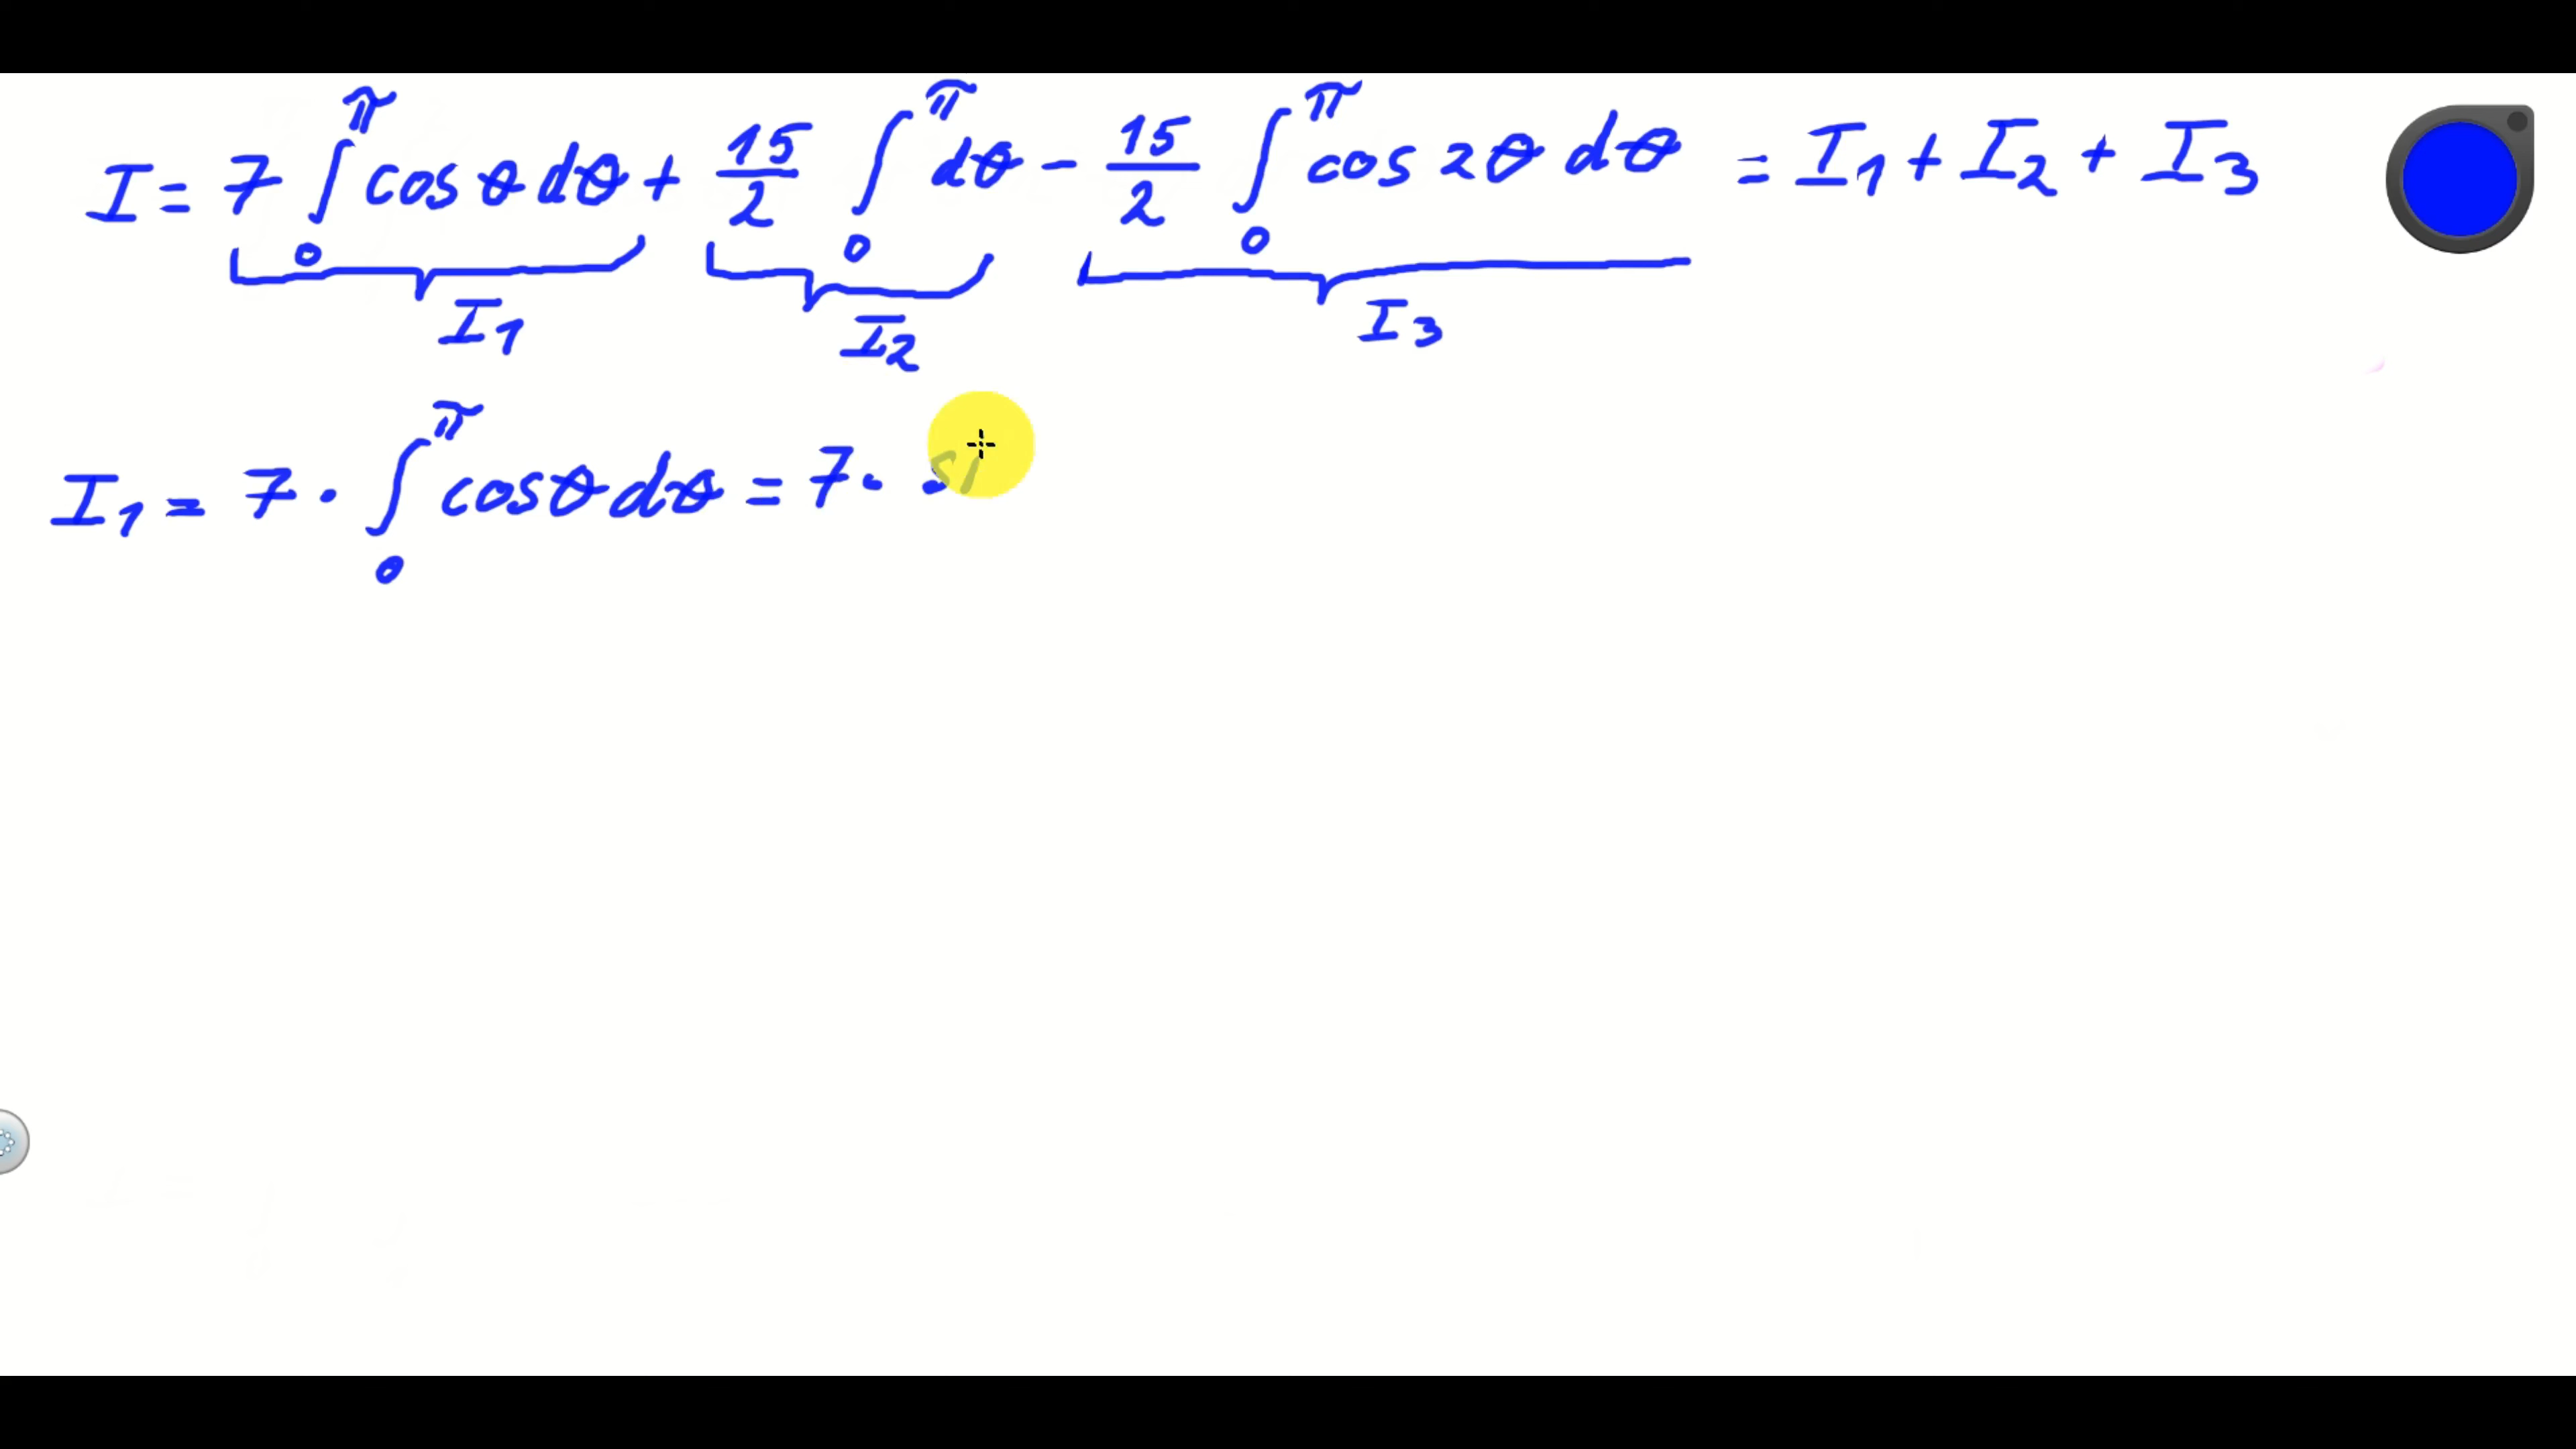 I = 7 ∫₀^π cos θ dθ + 15/2 ∫₀^π dθ - 15/2 ∫₀^π cos 2θ dθ = I₁ + I₂ + I₃
I₁ I₂ I₃
I₁ = 7 · ∫₀^π cos θ dθ = 7 · si